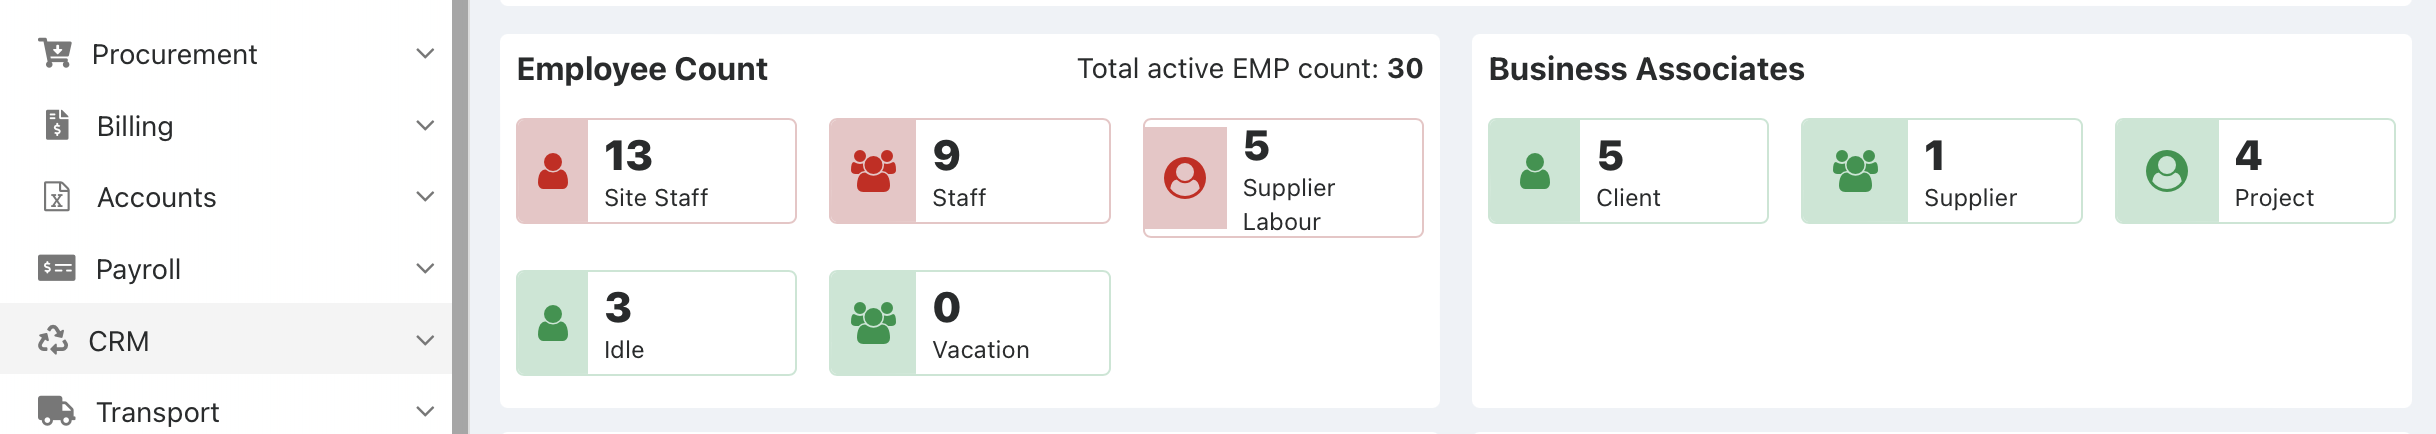 Procurement
Billing
Accounts
Payroll
CRM
Transport
Employee Count
Total active EMP count: 30
13
Site Staff
9
Staff
5
Supplier
Labour
3
Idle
0
Vacation
Business Associates
5
Client
1
Supplier
4
Project